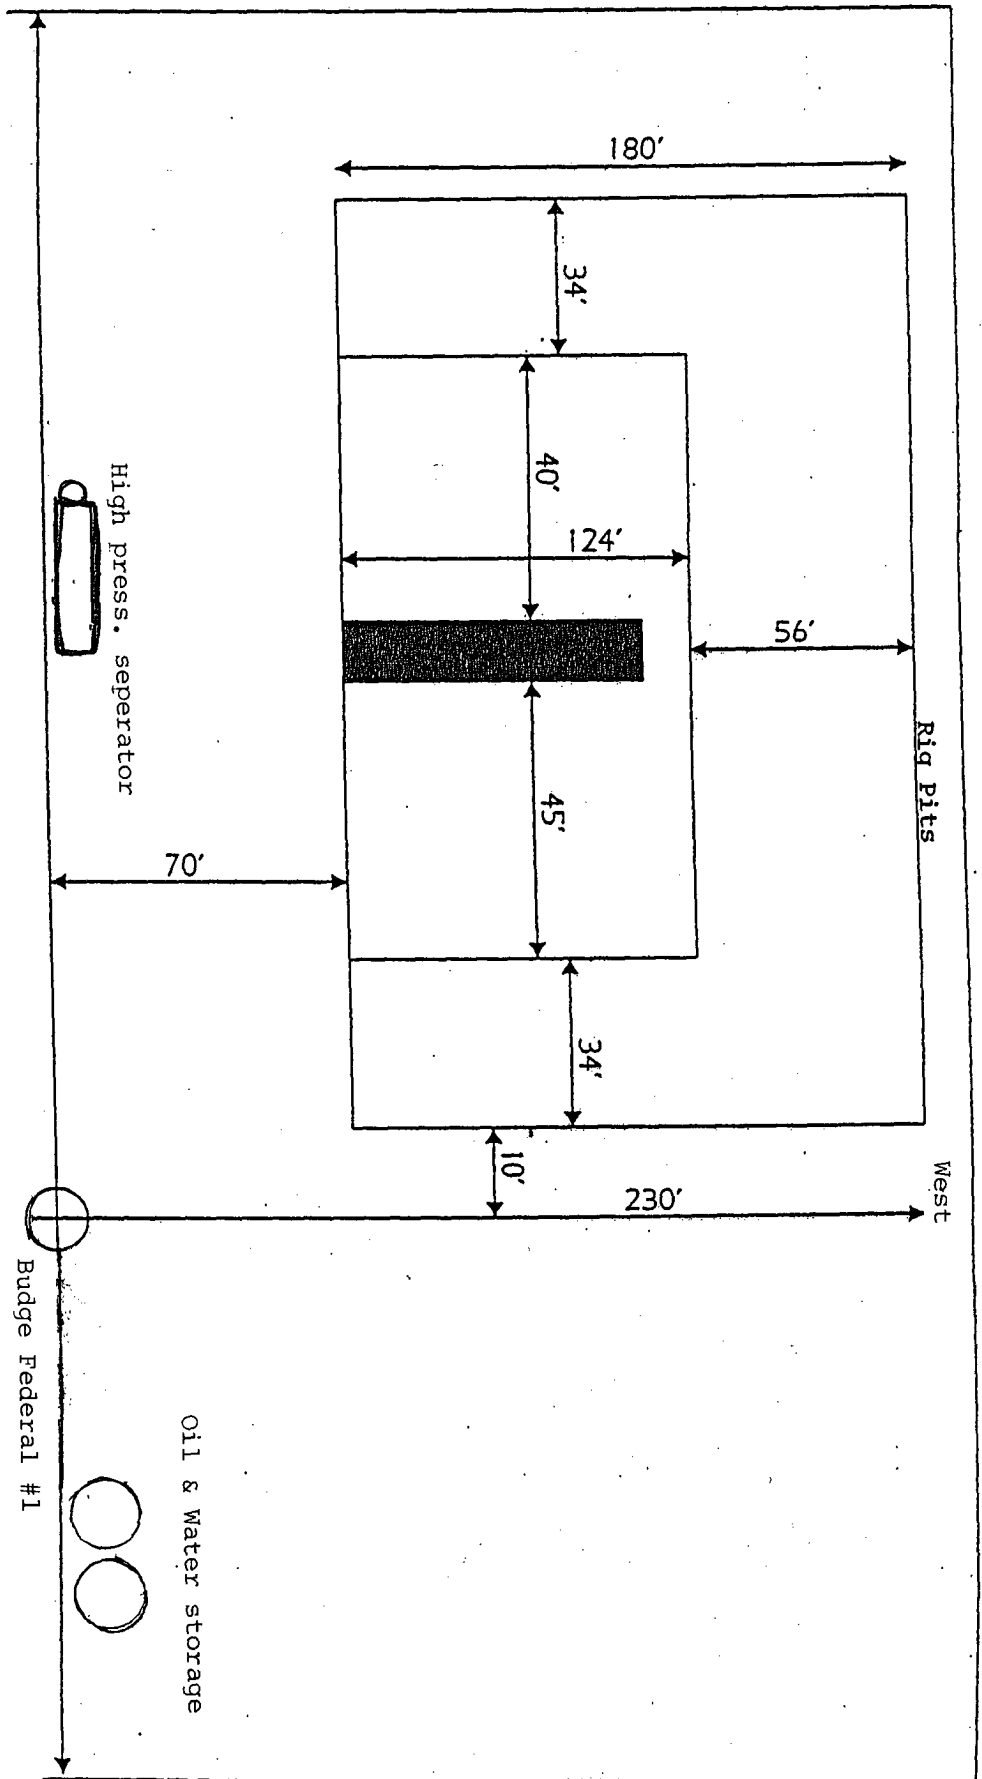 180′
34′
40′
124′
56′
Rig Pits
High press. seperator
45′
70′
34′
10′
West
230′
Budge Federal #1
Oil & Water storage